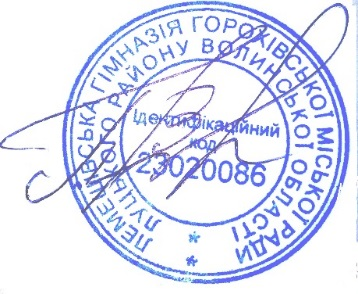 ЛЕМЕШІВСЬКА ГІМНАЗІЯ ГОРОХІВСЬКОЇ МІСЬКОЇ РАДИ
ЛУЦЬКОГО РАЙОНУ ВОЛИНСЬКОЇ ОБЛАСТІ
Ідентифікаційний
код
23020086